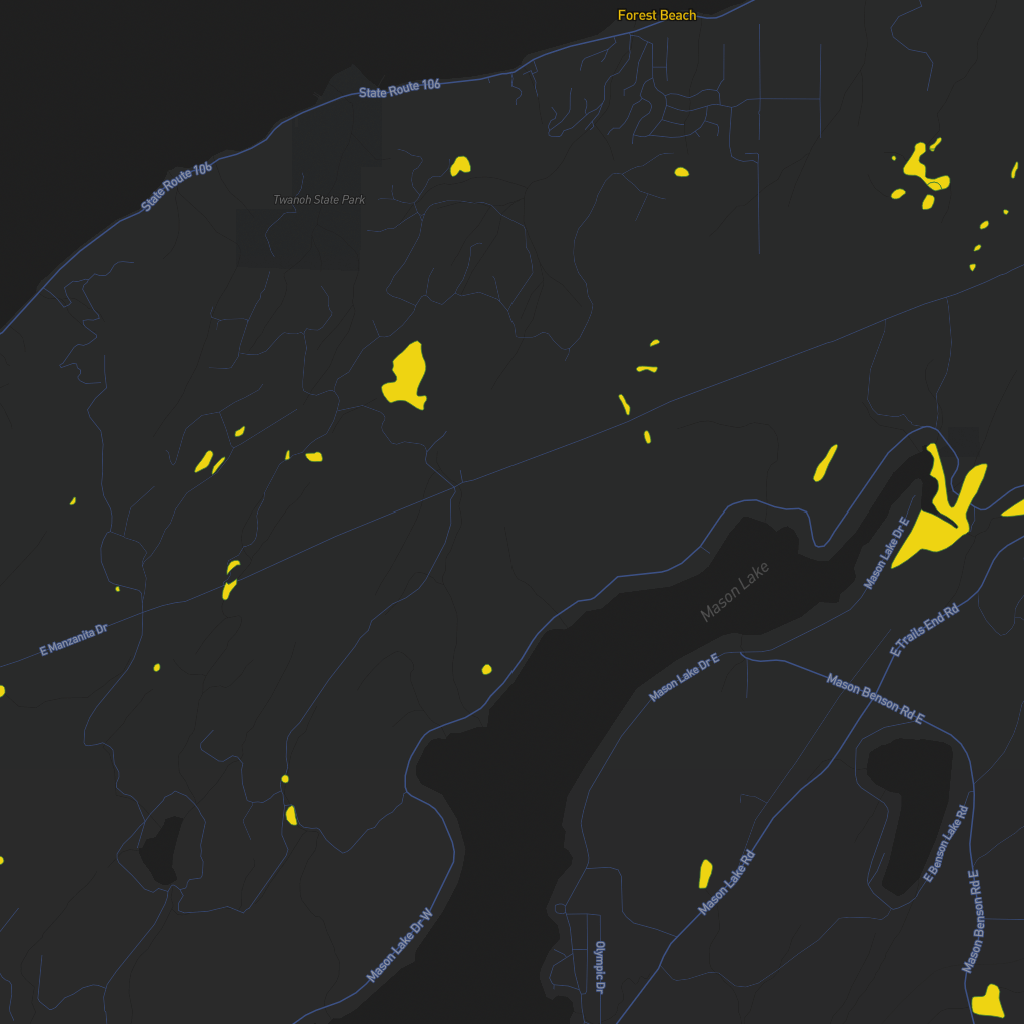 Forest Beach
State Route 106
State Route 106
Twanoh State Park
Mason Lake Dr E
Mason Lake
E Trails End Rd
E Manzanita Dr
Mason Lake Dr E
Mason Benson Rd E
E Benson Lake Rd
Mason Lake Rd
Mason Benson Rd E
Mason Lake Dr W
Olympic Dr